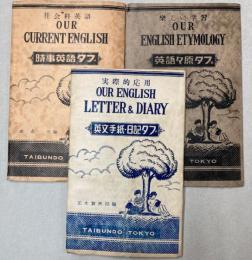 社会科英語
OUR
CURRENT ENGLISH
時事英語タブ
TAIBUNDO
楽しい学習
OUR
ENGLISH ETYMOLOGY
英語々原タブ
TOKYO
実際的応用
OUR ENGLISH
LETTER & DIARY
英文手紙・日記タブ
TAIBUNDO TOKYO